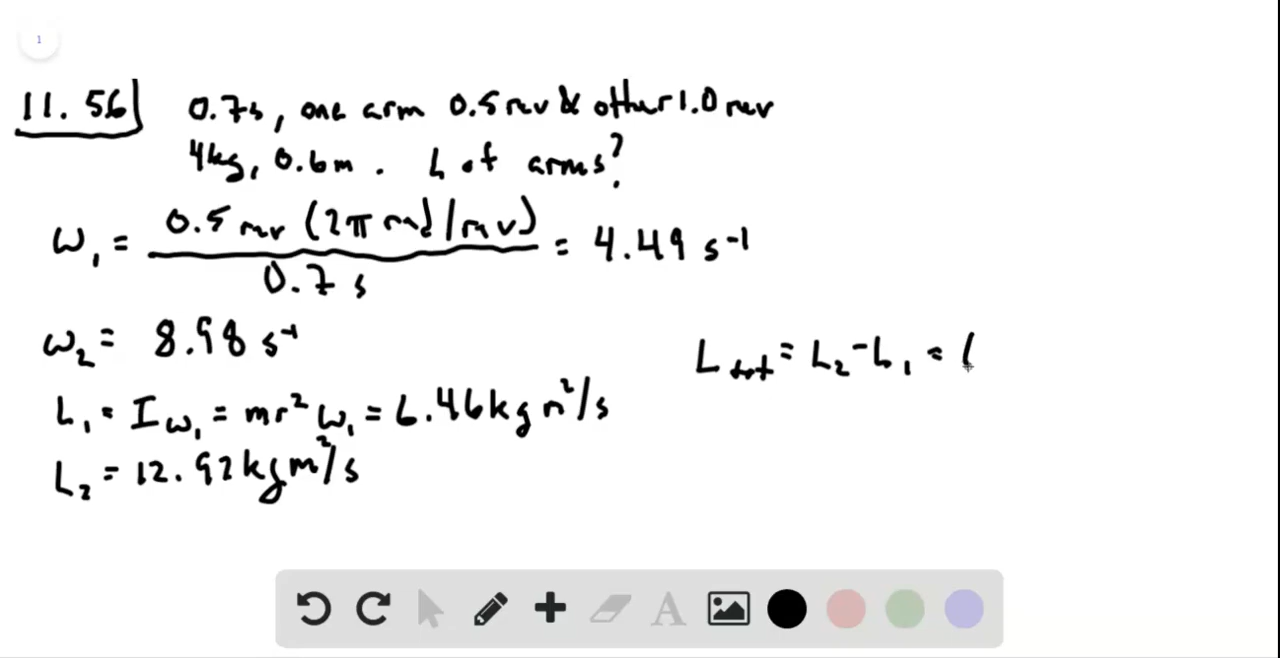 1
11.56 0.7s, one arm 0.5 rev & other 1.0 rev
4kg, 0.6m. L of arms?
ω₁ = 0.5 rev (2π rad/rev) / 0.7 s = 4.49 s⁻¹
ω₂ = 8.98 s⁻¹
L₁ = Iω₁ = mr²ω₁ = 6.46 kg m²/s
L₂ = 12.92 kg m²/s
L tot = L₂ - L₁ = (
A